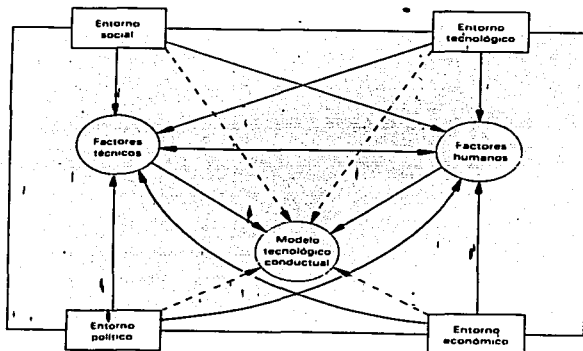 Entorno
social
Entorno
tecnológico
Factores
técnicos
Factores
humanos
Modelo
tecnológico
conductual
Entorno
político
Entorno
económico